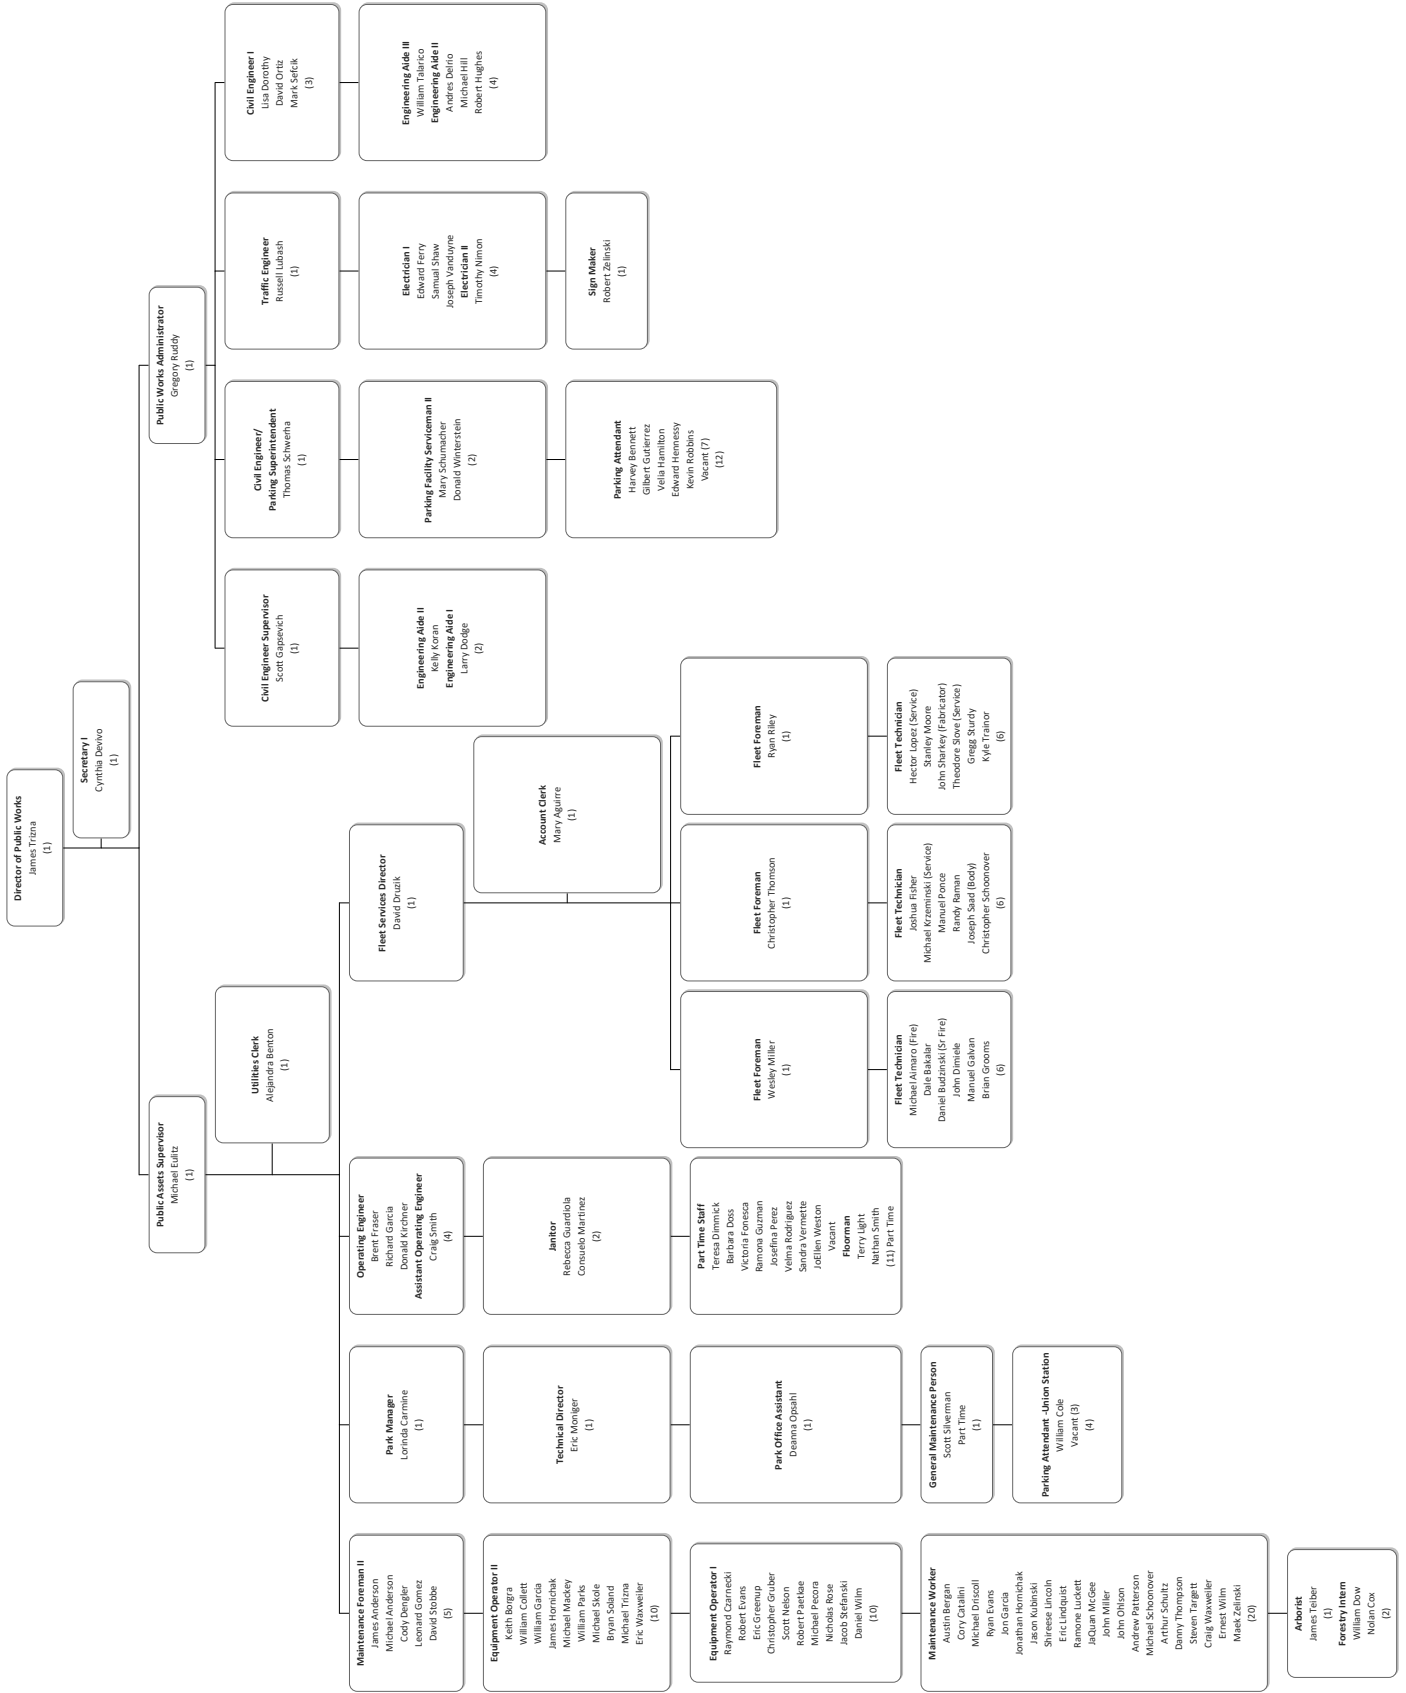 Director of Public Works
James Trizna
(1)
Secretary I
Cynthia Devivo
(1)
Public Assets Supervisor
Michael Eulitz
(1)
Public Works Administrator
Gregory Ruddy
(1)
Utilities Clerk
Alejandra Benton
(1)
Maintenance Foreman II
James Anderson
Michael Anderson
Cody Dengler
Leonard Gomez
David Stobbe
(5)
Equipment Operator II
Keith Borgra
William Collett
William Garcia
James Hornichak
Michael Mackey
William Parks
Michael Skole
Bryan Soland
Michael Trizna
Eric Waxweiler
(10)
Equipment Operator I
Raymond Czarnecki
Robert Evans
Eric Greenup
Christopher Gruber
Scott Nelson
Robert Paetkae
Michael Pecora
Nicholas Rose
Jacob Stefanski
Daniel Wilm
(10)
Maintenance Worker
Austin Bergan
Cory Catalini
Michael Driscoll
Ryan Evans
Jon Garcia
Jonathan Hornichak
Jason Kubinski
Shireese Lincoln
Eric Lindquist
Ramone Luckett
JaQuan McGee
John Miller
John Ohlson
Andrew Patterson
Michael Schoonover
Arthur Schultz
Danny Thompson
Steven Targett
Craig Waxweiler
Ernest Wilm
Maek Zelinski
(20)
Arborist
James Teiber
(1)
Forestry Intern
William Dow
Nolan Cox
(2)
Park Manager
Lorinda Carmine
(1)
Technical Director
Eric Moniger
(1)
Park Office Assistant
Deanna Opsahl
(1)
General Maintenance Person
Scott Silverman
Part Time
(1)
Parking Attendant -Union Station
William Cole
Vacant (3)
(4)
Operating Engineer
Brent Fraser
Richard Garcia
Donald Kirchner
Assistant Operating Engineer
Craig Smith
(4)
Janitor
Rebecca Guardiola
Consuelo Martinez
(2)
Part Time Staff
Teresa Dimmick
Barbara Doss
Victoria Fonesca
Ramona Guzman
Josefina Perez
Velma Rodriguez
Sandra Vermette
JoEllen Weston
Vacant
Floorman
Terry Light
Nathan Smith
(11) Part Time
Fleet Services Director
David Druzik
(1)
Account Clerk
Mary Aguirre
(1)
Fleet Foreman
Wesley Miller
(1)
Fleet Technician
Michael Aimaro (Fire)
Dale Bakalar
Daniel Budzinski (Sr Fire)
John Dimiele
Manuel Galvan
Brian Grooms
(6)
Fleet Foreman
Christopher Thomson
(1)
Fleet Technician
Joshua Fisher
Michael Krzeminski (Service)
Manuel Ponce
Randy Raman
Joseph Saad (Body)
Christopher Schoonover
(6)
Fleet Foreman
Ryan Riley
(1)
Fleet Technician
Hector Lopez (Service)
Stanley Moore
John Sharkey (Fabricator)
Theodore Slove (Service)
Gregg Sturdy
Kyle Trainor
(6)
Civil Engineer Supervisor
Scott Gapsevich
(1)
Engineering Aide II
Kelly Koran
Engineering Aide I
Larry Dodge
(2)
Civil Engineer/
Parking Superintendent
Thomas Schwerha
(1)
Parking Facility Serviceman II
Mary Schumacher
Donald Winterstein
(2)
Parking Attendant
Harvey Bennett
Gilbert Gutierrez
Velia Hamilton
Edward Hennessy
Kevin Robbins
Vacant (7)
(12)
Traffic Engineer
Russell Lubash
(1)
Electrician I
Edward Ferry
Samual Shaw
Joseph Vanduyne
Electrician II
Timothy Nimon
(4)
Sign Maker
Robert Zelinski
(1)
Civil Engineer I
Lisa Dorothy
David Ortiz
Mark Sefcik
(3)
Engineering Aide III
William Talarico
Engineering Aide II
Andres Delrio
Michael Hill
Robert Hughes
(4)